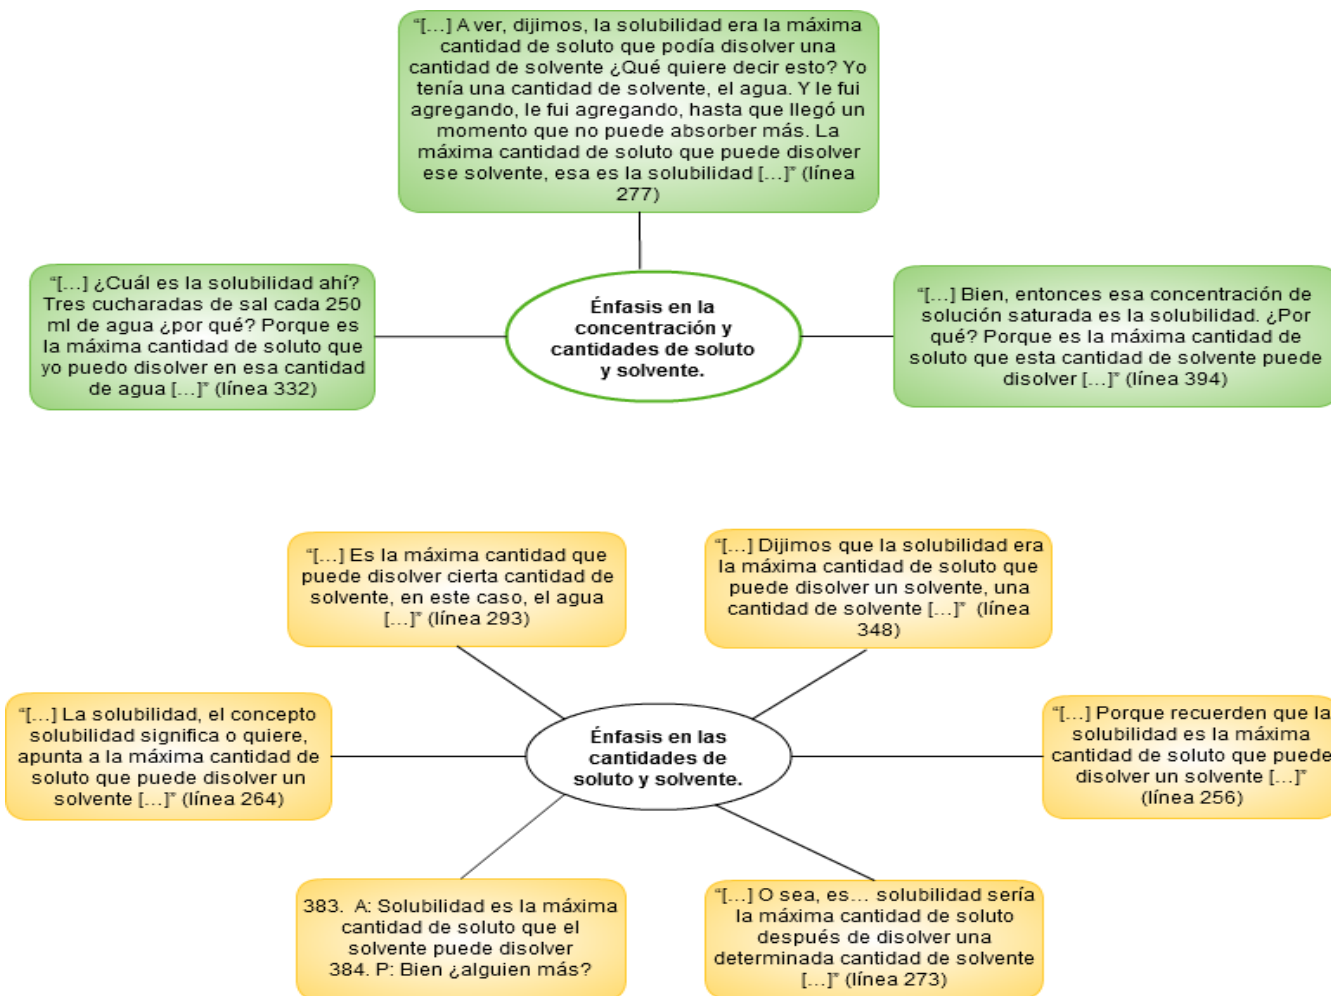 “[…] A ver, dijimos, la solubilidad era la máxima
cantidad de soluto que podía disolver una
cantidad de solvente ¿Qué quiere decir esto? Yo
tenía una cantidad de solvente, el agua. Y le fui
agregando, le fui agregando, hasta que llegó un
momento que no puede absorber más. La
máxima cantidad de soluto que puede disolver
ese solvente, esa es la solubilidad […]” (línea
277)
“[…] ¿Cuál es la solubilidad ahí?
Tres cucharadas de sal cada 250
ml de agua ¿por qué? Porque es
la máxima cantidad de soluto que
yo puedo disolver en esa cantidad
de agua […]” (línea 332)
Énfasis en la
concentración y
cantidades de soluto
y solvente.
“[…] Bien, entonces esa concentración de
solución saturada es la solubilidad. ¿Por
qué? Porque es la máxima cantidad de
soluto que esta cantidad de solvente puede
disolver […]” (línea 394)
“[…] Es la máxima cantidad que
puede disolver cierta cantidad de
solvente, en este caso, el agua
[…]” (línea 293)
“[…] Dijimos que la solubilidad era
la máxima cantidad de soluto que
puede disolver un solvente, una
cantidad de solvente […]” (línea
348)
“[…] La solubilidad, el concepto
solubilidad significa o quiere,
apunta a la máxima cantidad de
soluto que puede disolver un
solvente […]” (línea 264)
Énfasis en las
cantidades de
soluto y solvente.
“[…] Porque recuerden que la
solubilidad es la máxima
cantidad de soluto que puede
disolver un solvente […]”
(línea 256)
383. A: Solubilidad es la máxima
cantidad de soluto que el
solvente puede disolver
384. P: Bien ¿alguien más?
“[…] O sea, es… solubilidad sería
la máxima cantidad de soluto
después de disolver una
determinada cantidad de solvente
[…]” (línea 273)